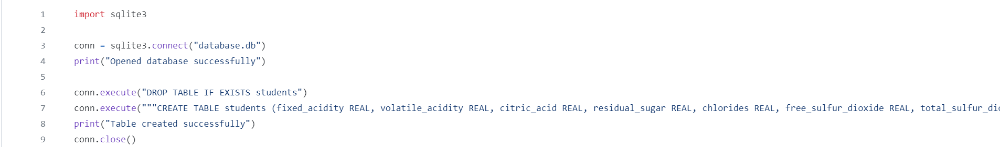 1 import sqlite3
2
3 conn = sqlite3.connect("database.db")
4 print("Opened database successfully")
5
6 conn.execute("DROP TABLE IF EXISTS students")
7 conn.execute("""CREATE TABLE students (fixed_acidity REAL, volatile_acidity REAL, citric_acid REAL, residual_sugar REAL, chlorides REAL, free_sulfur_dioxide REAL,
8 print("Table created successfully")
9 conn.close()